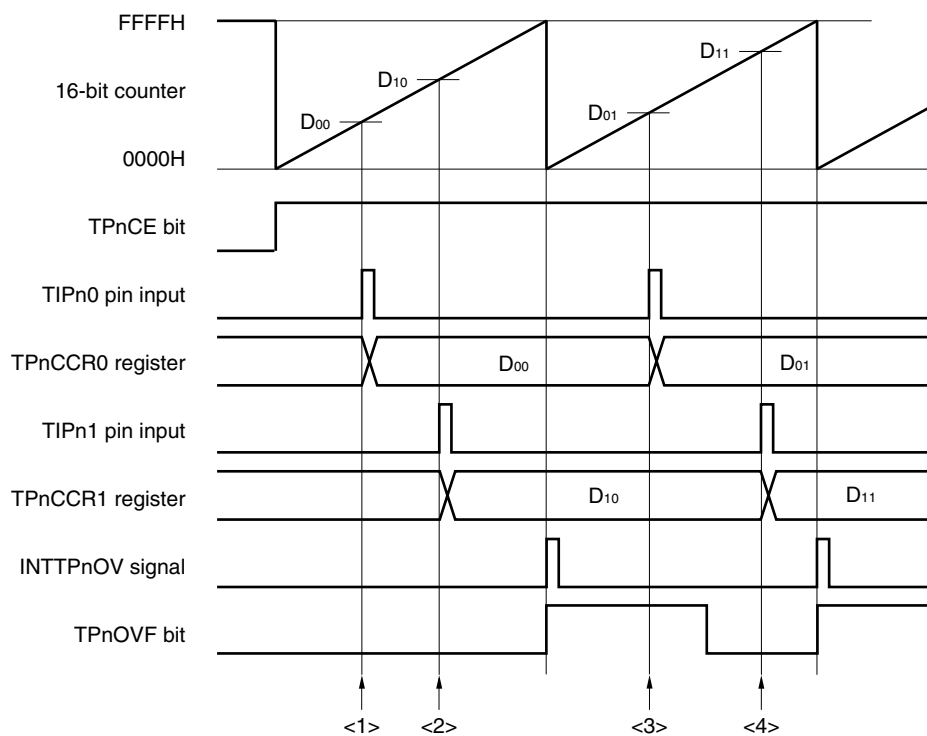 FFFFH
D11
D10
16-bit counter
D01
D00
0000H
TPnCE bit
TIPn0 pin input
TPnCCR0 register
D00
D01
TIPn1 pin input
TPnCCR1 register
D10
D11
INTTPnOV signal
TPnOVF bit
<1>
<2>
<3>
<4>